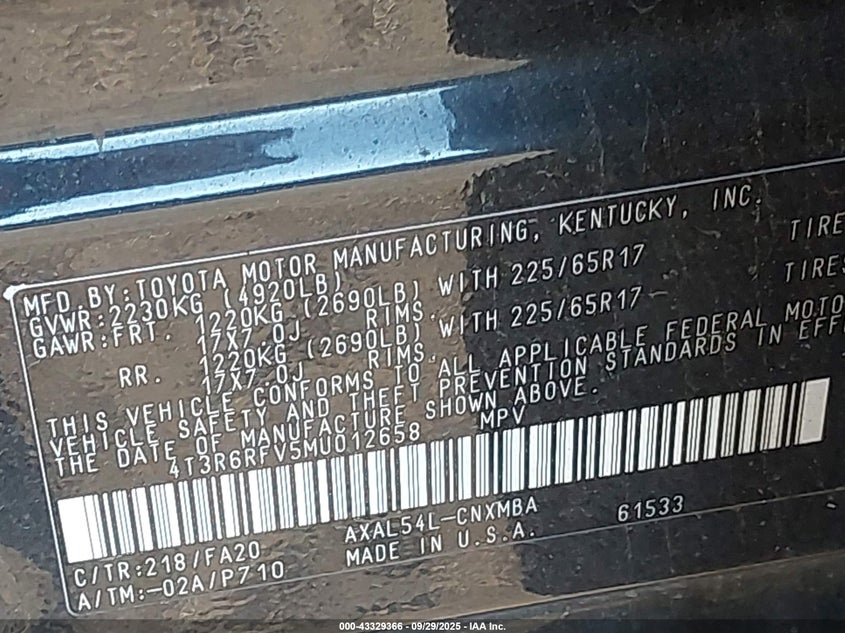 MFD. BY: TOYOTA MOTOR MANUFACTURING, KENTUCKY, INC.
GVWR: 2230KG (4920LB)
GAWR: FRT. 1220KG (2690LB) WITH 225/65R17 TIRE
17X7.0J RIMS.
RR. 1220KG (2690LB) WITH 225/65R17 TIRES
17X7.0J RIMS.
THIS VEHICLE CONFORMS TO ALL APPLICABLE FEDERAL MOTO
VEHICLE SAFETY AND THEFT PREVENTION STANDARDS IN EFF
THE DATE OF MANUFACTURE SHOWN ABOVE.
4T3R6RFV5MU012658 MPV
AXAL54L-CNXMBA 61533
C/TR:218/FA20 MADE IN U.S.A.
A/TM:-02A/P710
000-43329366 - 09/29/2025 - IAA Inc.